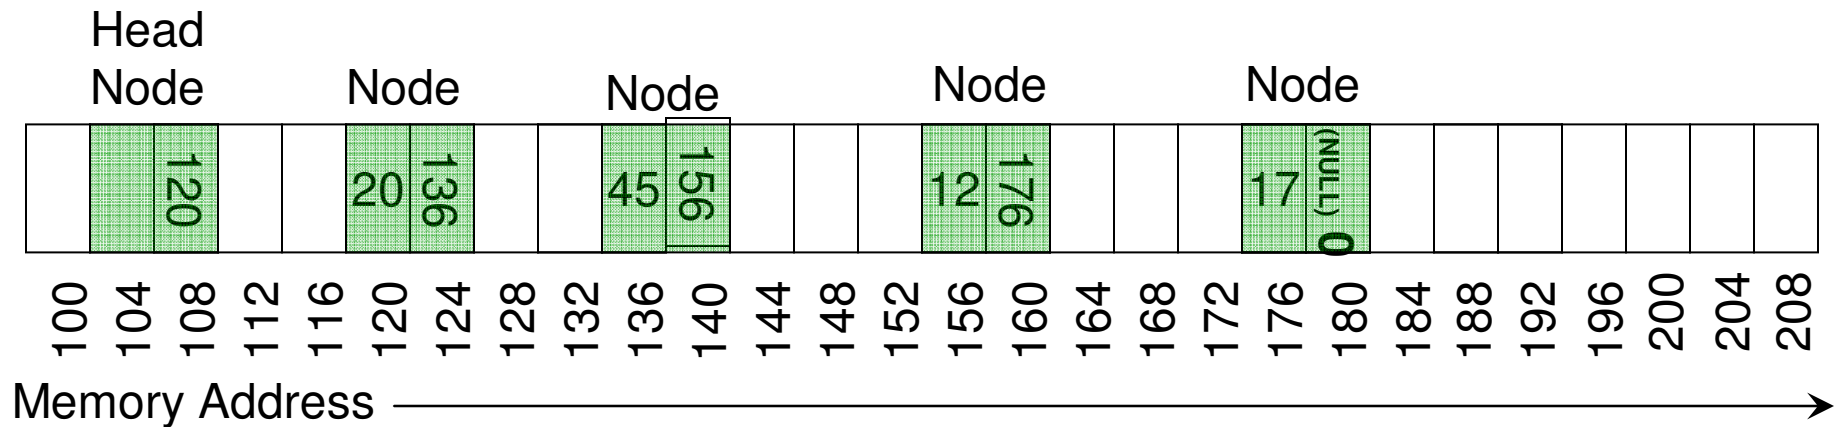 Head
Node Node Node Node Node
120 20 136 45 156 12 176 17 (NULL) 0
100 104 108 112 116 120 124 128 132 136 140 144 148 152 156 160 164 168 172 176 180 184 188 192 196 200 204 208
Memory Address